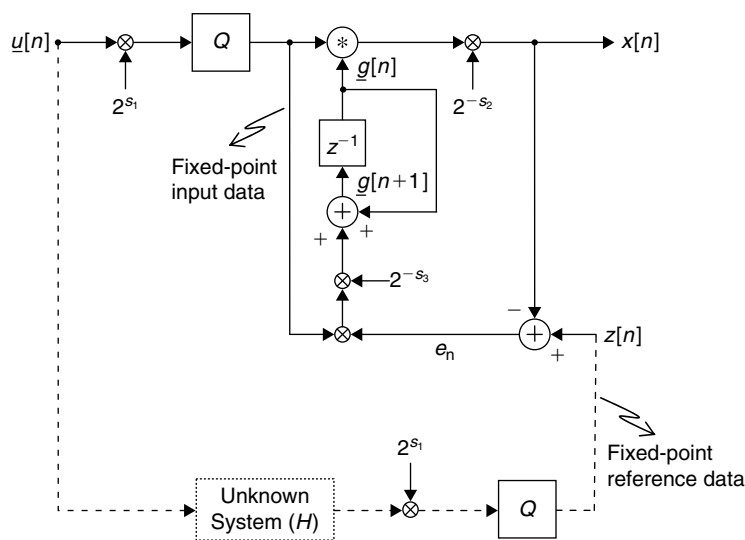 u[n]
Q
*
x[n]
g[n]
2^s₁
2^−s₂
z^−1
Fixed-point
input data
g[n+1]
+
+ +
2^−s₃
−
+
z[n]
e_n
+
Fixed-point
reference data
2^s₁
Unknown
System (H)
Q